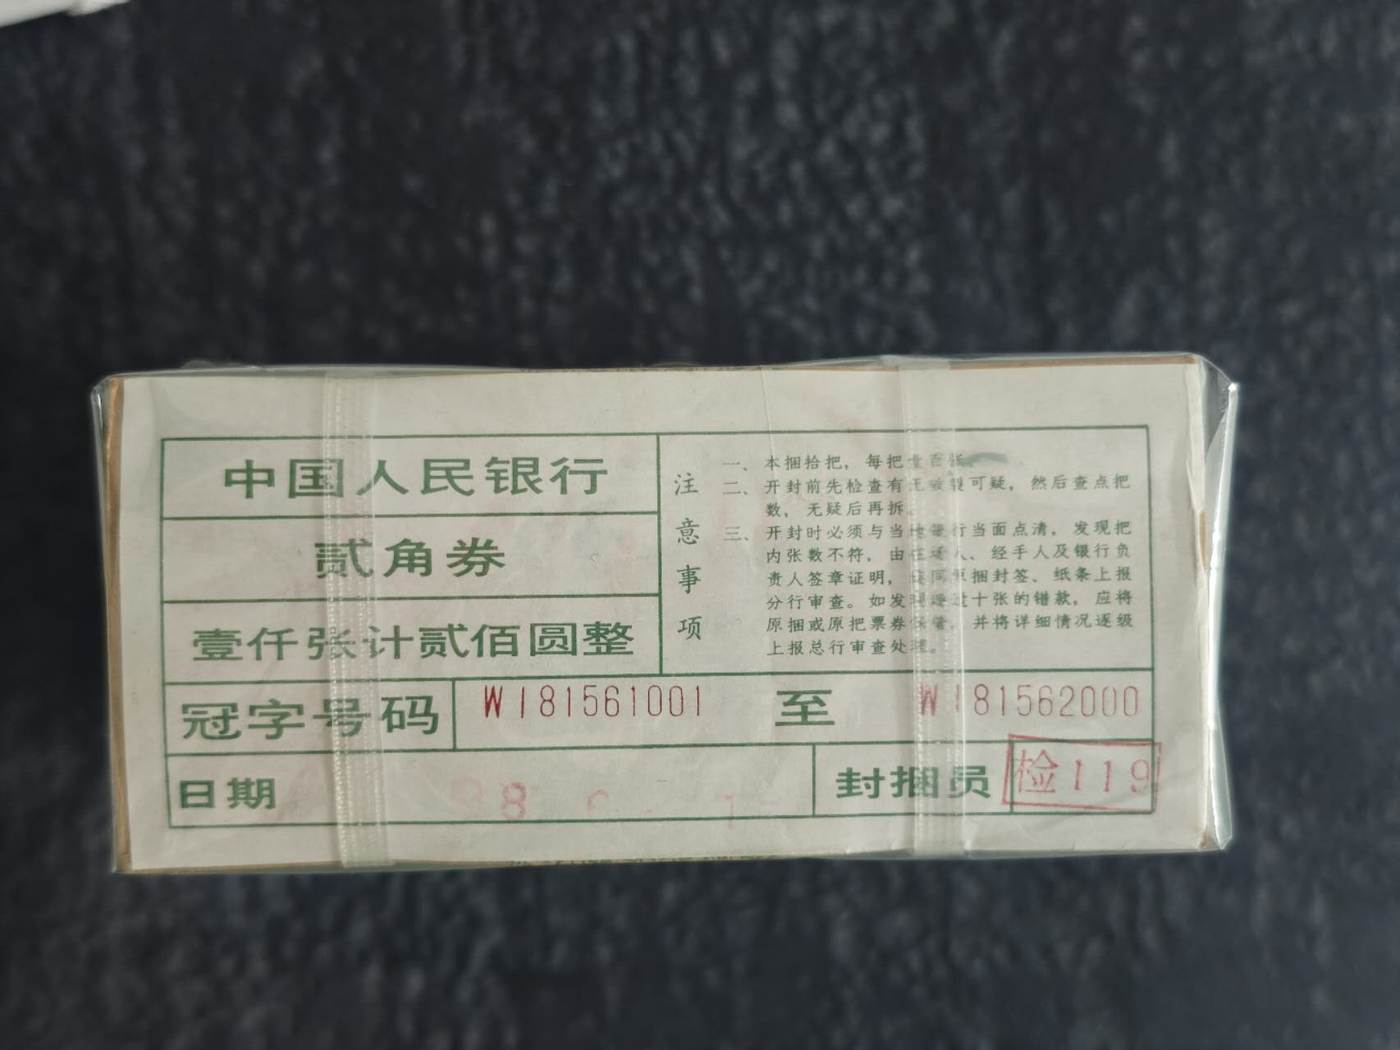 中国人民银行
贰角券
壹仟张计贰佰圆整
注意事项
一、本捆拾把，每把壹百张。
二、开封前先检查有无破裂可疑，然后查点把
数，无疑后再拆。
三、开封时必须与当地银行当面点清，发现把
内张数不符，由在场人、经手人及银行负
责人签章证明，连同原捆封签、纸条上报
分行审查。如发现超过十张的错款，应将
原捆或原把票券保留，并将详细情况逐级
上报总行审查处理。
冠字号码 W181561001 至 W181562000
日期 封捆员 检119